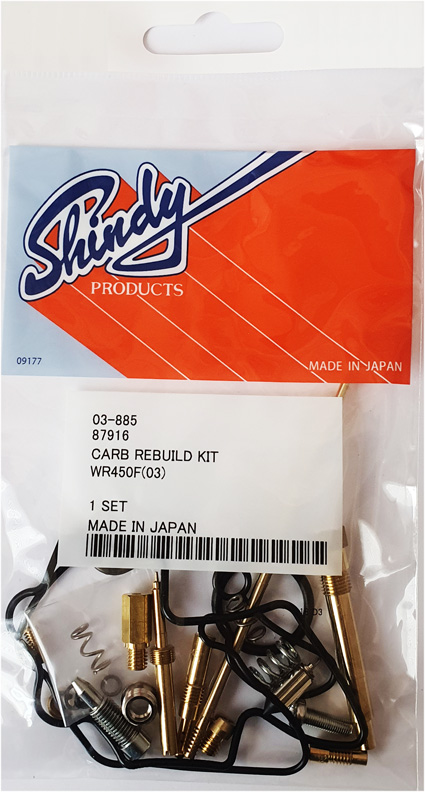 Shindy
PRODUCTS
09177
MADE IN JAPAN
03-885
87916
CARB REBUILD KIT
WR450F(03)
1 SET
MADE IN JAPAN